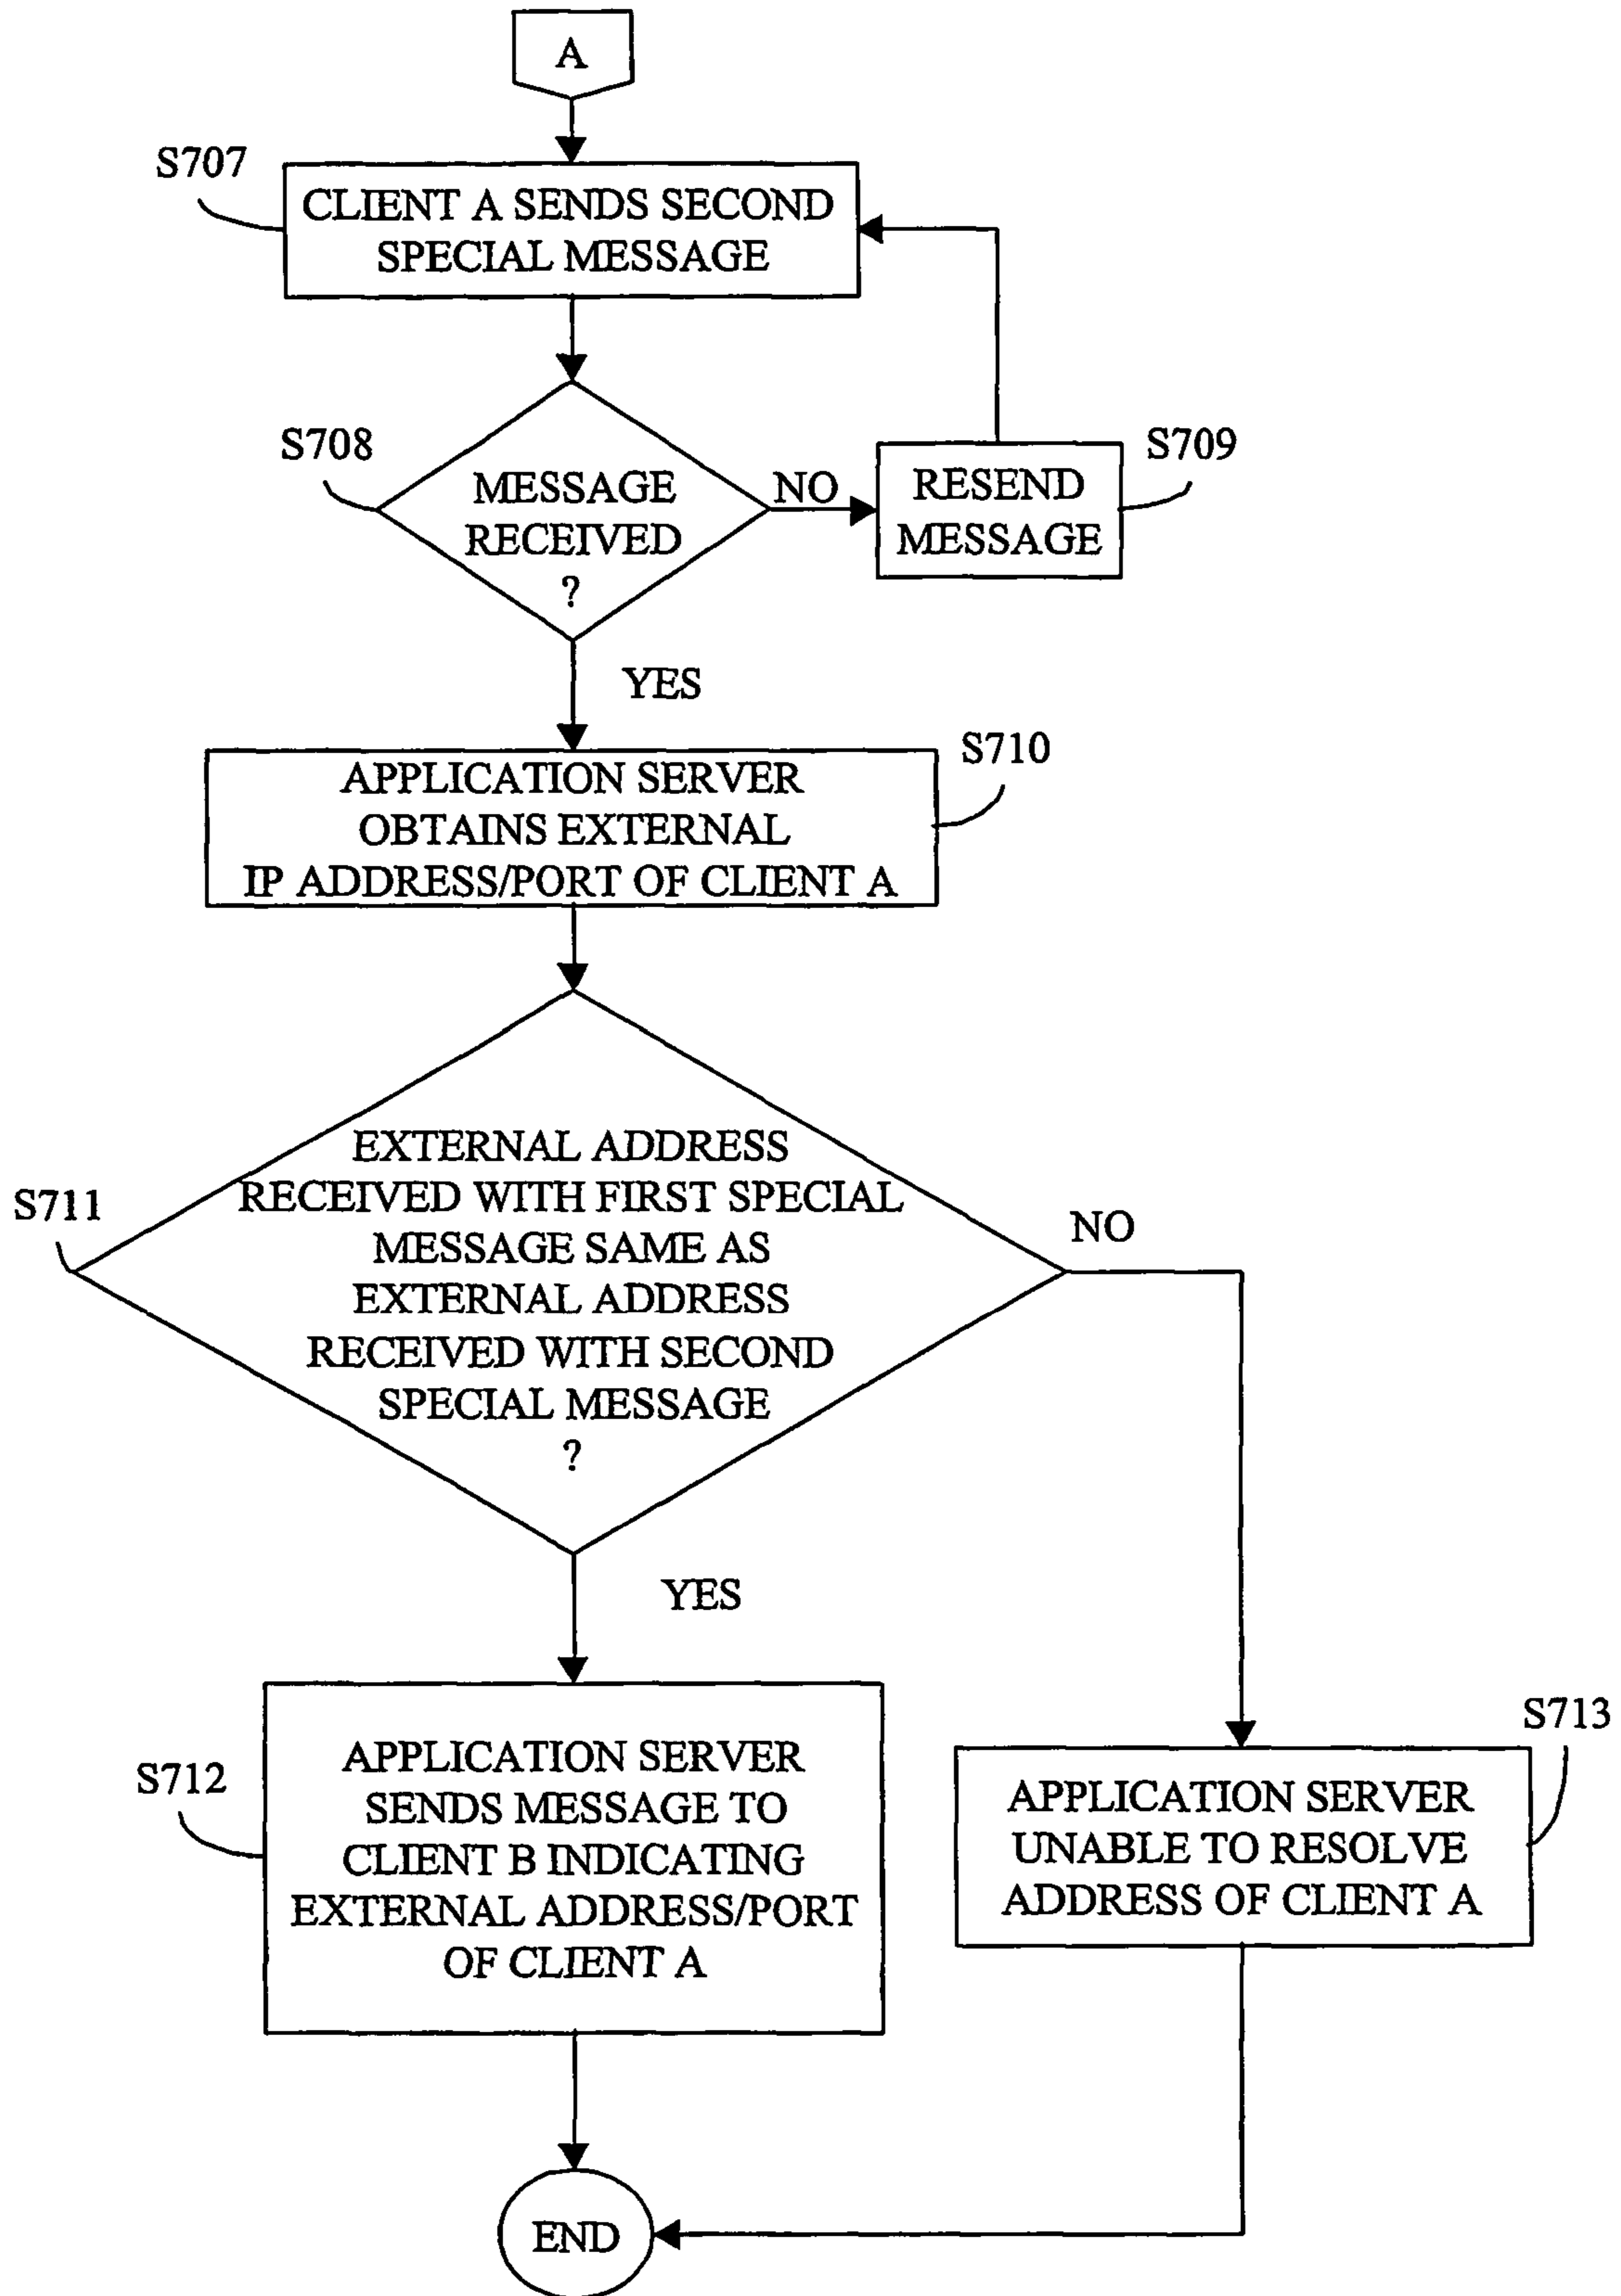 A
S707
CLIENT A SENDS SECOND
SPECIAL MESSAGE
S708
MESSAGE
RECEIVED
?
NO
S709
RESEND
MESSAGE
YES
S710
APPLICATION SERVER
OBTAINS EXTERNAL
IP ADDRESS/PORT OF CLIENT A
S711
EXTERNAL ADDRESS
RECEIVED WITH FIRST SPECIAL
MESSAGE SAME AS
EXTERNAL ADDRESS
RECEIVED WITH SECOND
SPECIAL MESSAGE
?
NO
YES
S712
APPLICATION SERVER
SENDS MESSAGE TO
CLIENT B INDICATING
EXTERNAL ADDRESS/PORT
OF CLIENT A
S713
APPLICATION SERVER
UNABLE TO RESOLVE
ADDRESS OF CLIENT A
END